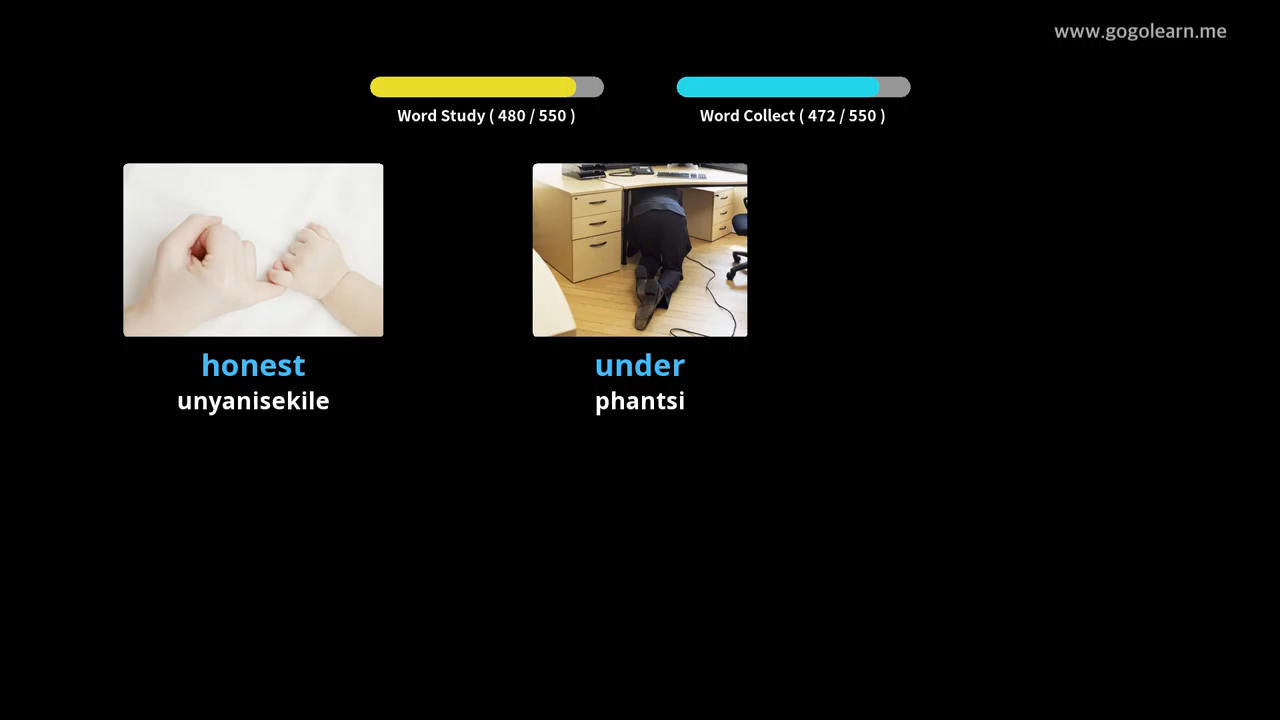 www.gogolearn.me
Word Study ( 480 / 550 )
Word Collect ( 472 / 550 )
honest
unyanisekile
under
phantsi